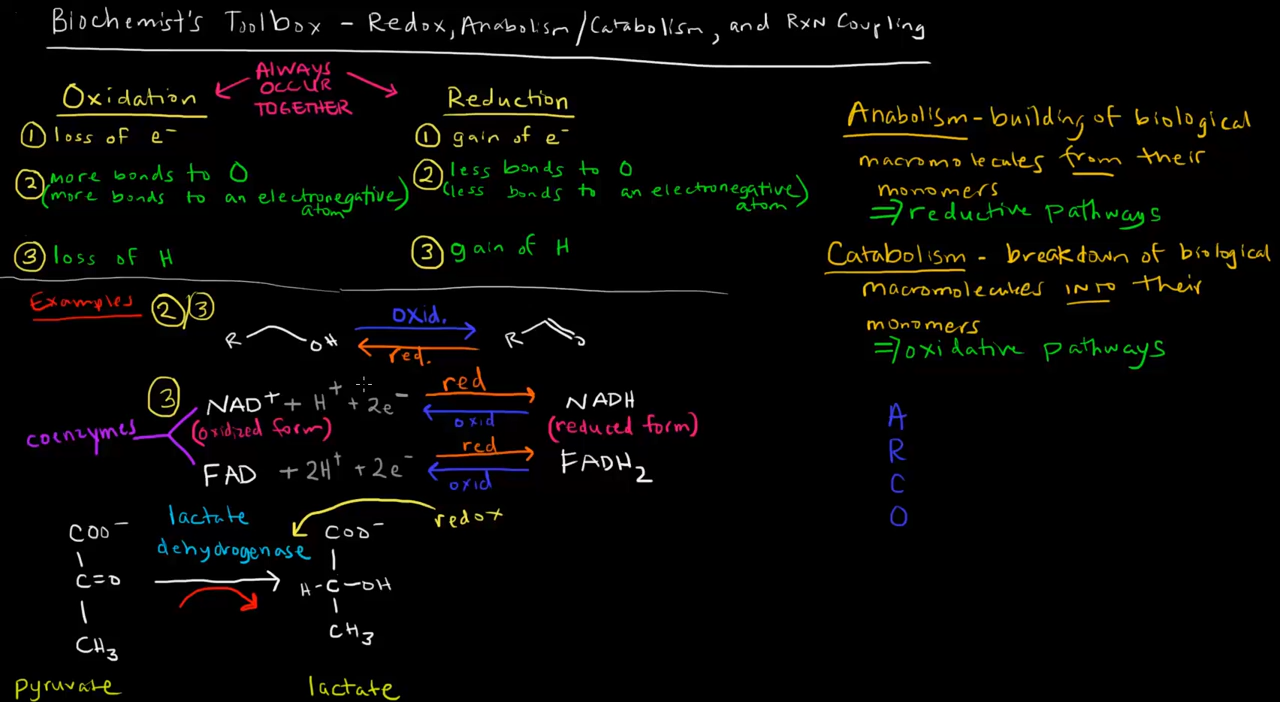 Biochemist's Toolbox – Redox, Anabolism/Catabolism, and RxN Coupling
ALWAYS
OCCUR
TOGETHER
Oxidation
① loss of e⁻
② more bonds to O
(more bonds to an electronegative
atom)
③ loss of H
Reduction
① gain of e⁻
② less bonds to O
(less bonds to an electronegative
atom)
③ gain of H
Anabolism – building of biological
macromolecules from their
monomers
⇒ reductive pathways
Catabolism – breakdown of biological
macromolecules INTO their
monomers
⇒ oxidative pathways
A
R
C
O
Examples ②/③
R OH
oxid.
red.
R O
③ NAD⁺ + H⁺ + 2e⁻
red
oxid
NADH
coenzymes
(oxidized form)
(reduced form)
FAD + 2H⁺ + 2e⁻
red
oxid
FADH₂
COO⁻
C=O
CH₃
pyruvate
lactate
dehydrogenase
redox
COO⁻
H-C-OH
CH₃
lactate